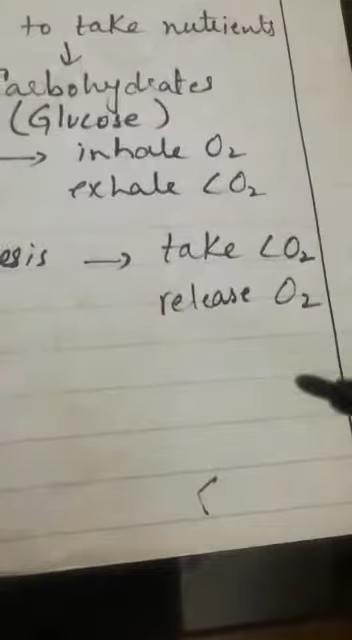 to take nutrients
↓
Carbohydrates
(Glucose)
→ inhale O₂
exhale CO₂
esis → take CO₂
release O₂